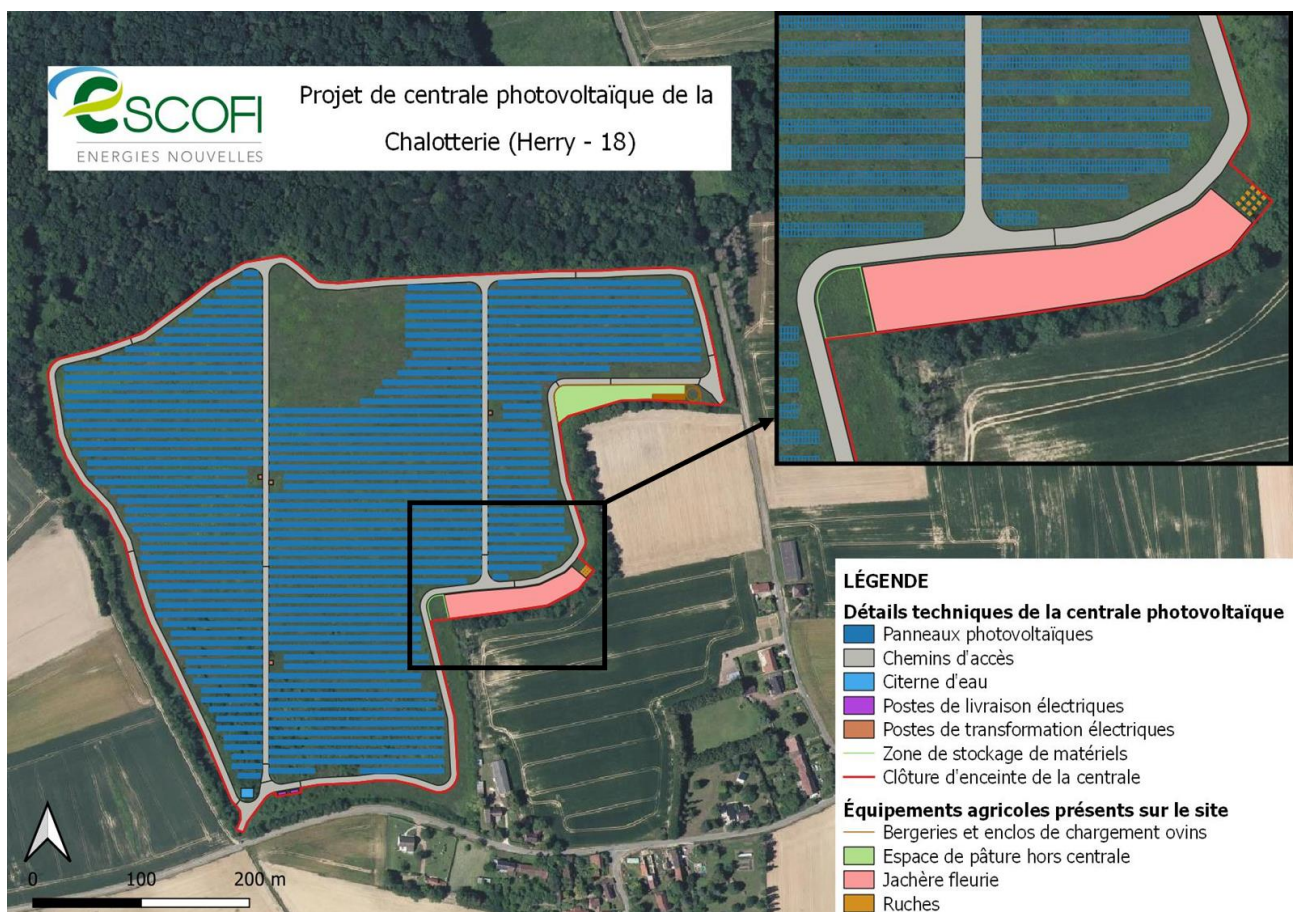 eSCOFI
ENERGIES NOUVELLES
Projet de centrale photovoltaïque de la
Chalotterie (Herry - 18)
LÉGENDE
Détails techniques de la centrale photovoltaïque
Panneaux photovoltaïques
Chemins d'accès
Citerne d'eau
Postes de livraison électriques
Postes de transformation électriques
Zone de stockage de matériels
Clôture d'enceinte de la centrale
Équipements agricoles présents sur le site
Bergeries et enclos de chargement ovins
Espace de pâture hors centrale
Jachère fleurie
Ruches
0 100 200 m